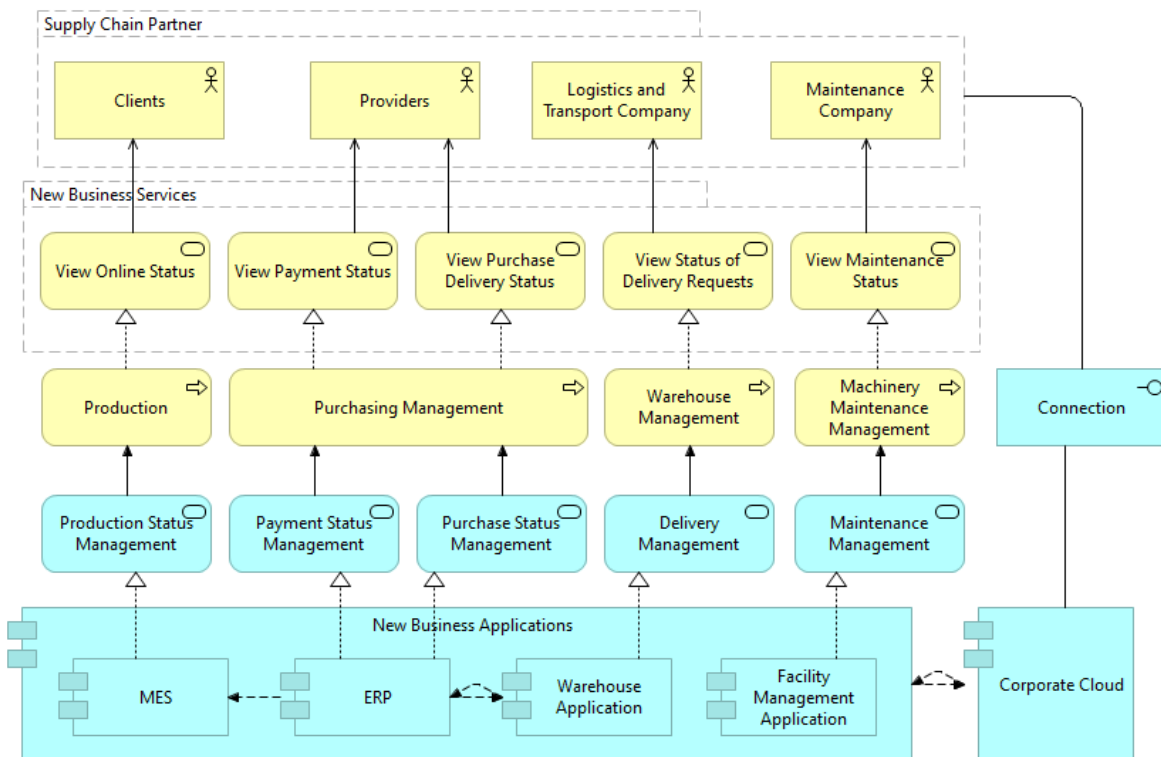 Supply Chain Partner
Clients
Providers
Logistics and
Transport Company
Maintenance
Company
New Business Services
View Online Status
View Payment Status
View Purchase
Delivery Status
View Status of
Delivery Requests
View Maintenance
Status
Production
Purchasing Management
Warehouse
Management
Machinery
Maintenance
Management
Connection
Production Status
Management
Payment Status
Management
Purchase Status
Management
Delivery
Management
Maintenance
Management
New Business Applications
MES
ERP
Warehouse
Application
Facility
Management
Application
Corporate Cloud